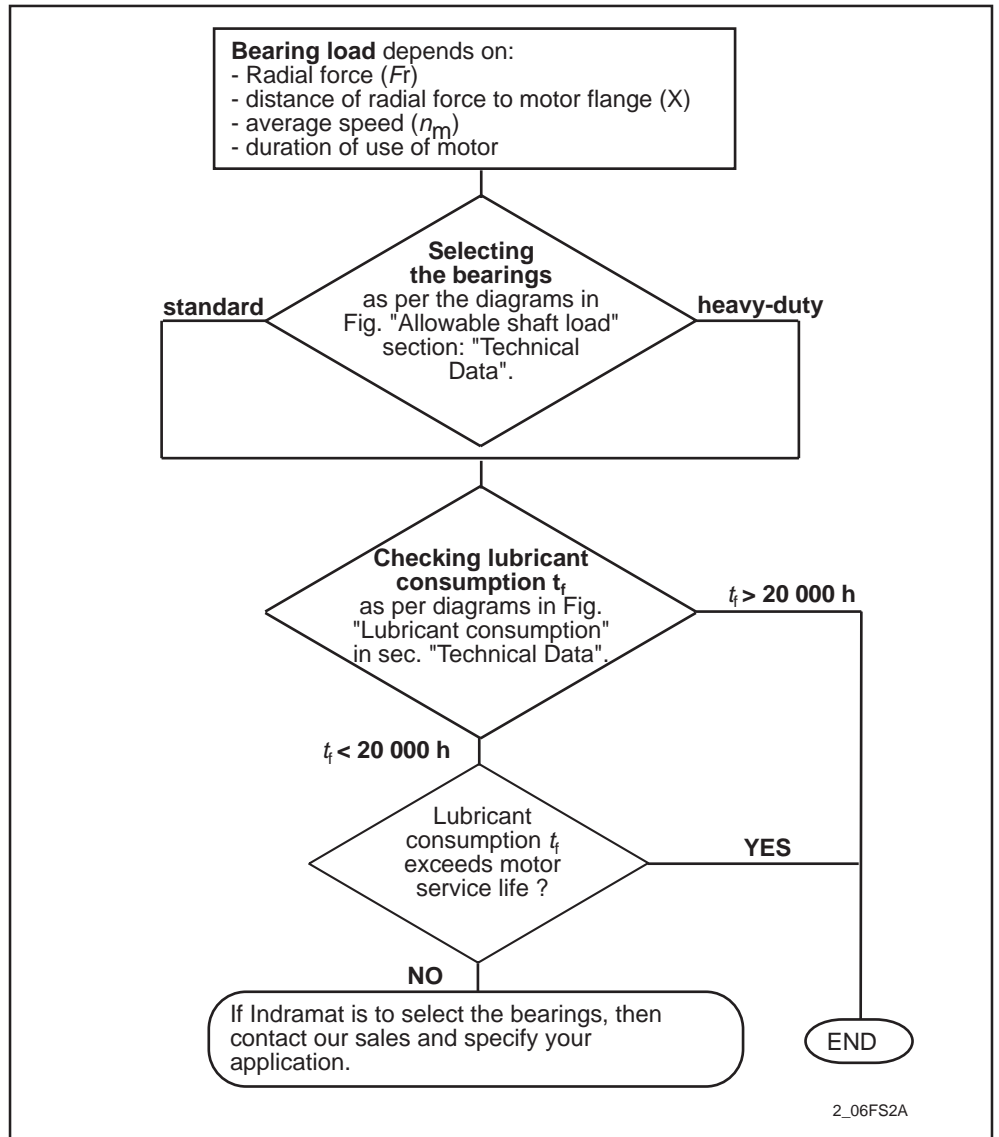 Bearing load depends on:
- Radial force (Fr)
- distance of radial force to motor flange (X)
- average speed (nm)
- duration of use of motor
Selecting
the bearings
as per the diagrams in
Fig. "Allowable shaft load"
section: "Technical
Data".
standard
heavy-duty
Checking lubricant
consumption tf
as per diagrams in Fig.
"Lubricant consumption"
in sec. "Technical Data".
tf > 20 000 h
tf < 20 000 h
Lubricant
consumption tf
exceeds motor
service life ?
YES
NO
If Indramat is to select the bearings, then
contact our sales and specify your
application.
END
2_06FS2A